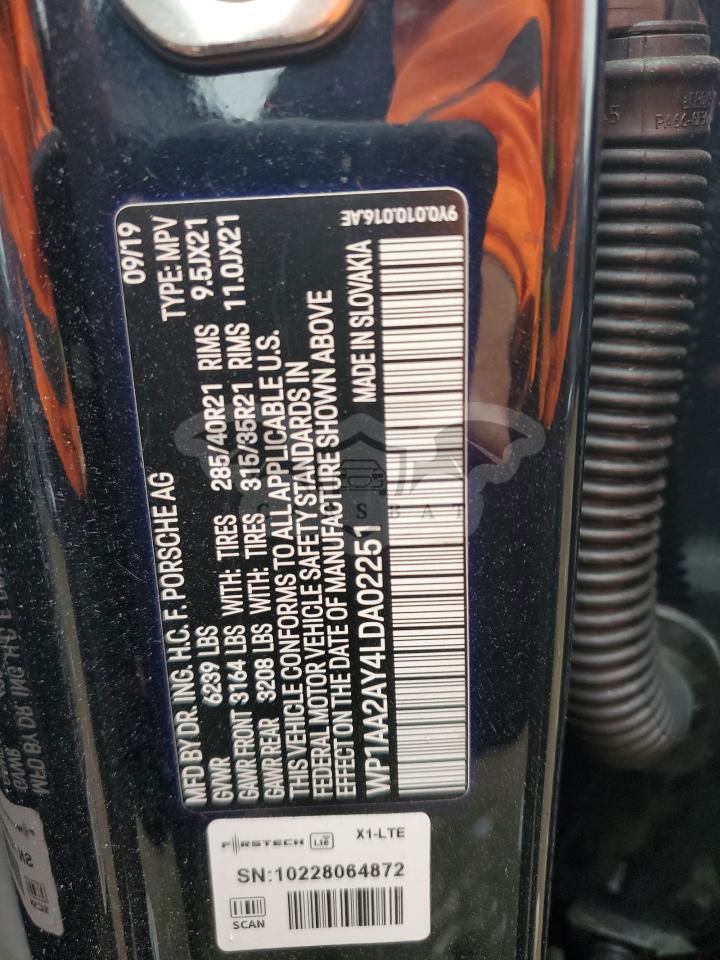 09/19
MFD BY DR. ING. H.C. F. PORSCHE AG TYPE: MPV
GVWR 6239 LBS
GAWR FRONT 3164 LBS WITH: TIRES 285/40R21 RIMS 9.5JX21
GAWR REAR 3208 LBS WITH: TIRES 315/35R21 RIMS 11.0JX21
THIS VEHICLE CONFORMS TO ALL APPLICABLE U.S.
FEDERAL MOTOR VEHICLE SAFETY STANDARDS IN
EFFECT ON THE DATE OF MANUFACTURE SHOWN ABOVE
WP1AA2AY4LDA02251 MADE IN SLOVAKIA
9Y0.010.016.AE
FIRSTECH LTE X1-LTE
SN:10228064872
SCAN